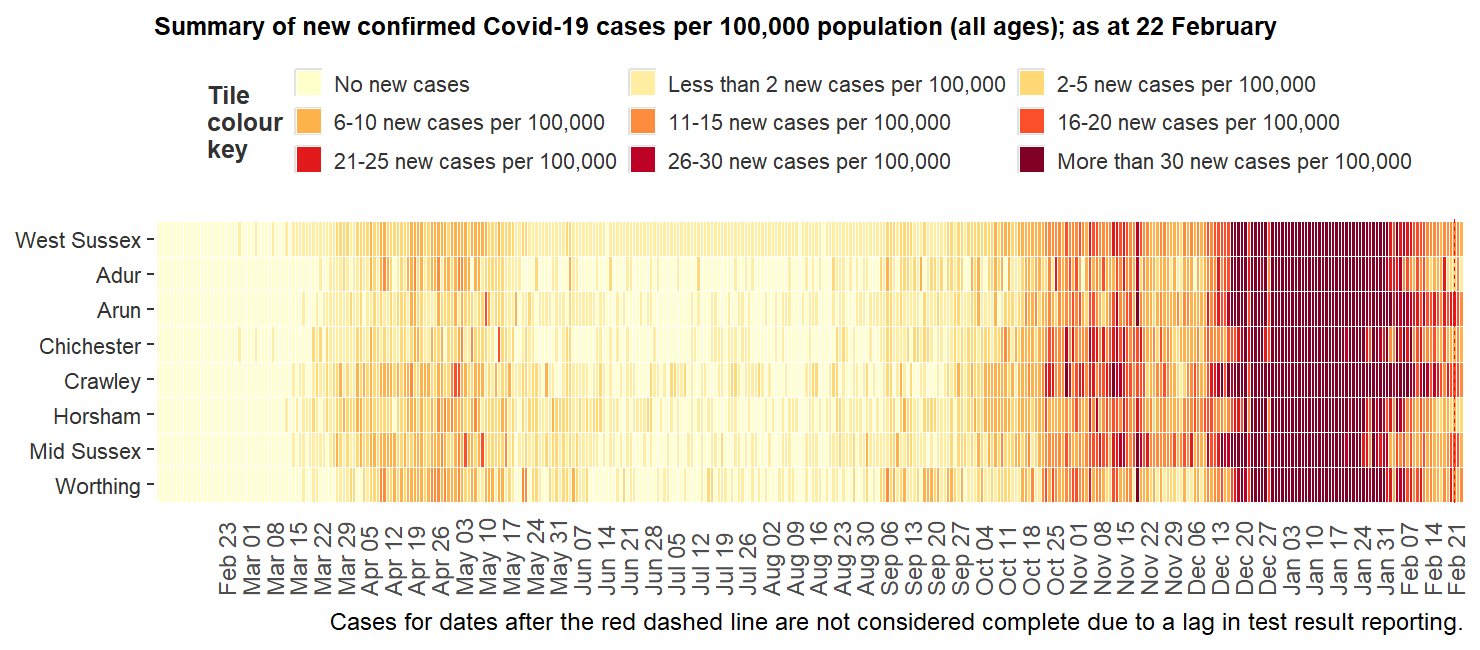 Summary of new confirmed Covid-19 cases per 100,000 population (all ages); as at 22 February
Tile
colour
key
No new cases
Less than 2 new cases per 100,000
2-5 new cases per 100,000
6-10 new cases per 100,000
11-15 new cases per 100,000
16-20 new cases per 100,000
21-25 new cases per 100,000
26-30 new cases per 100,000
More than 30 new cases per 100,000
West Sussex
Adur
Arun
Chichester
Crawley
Horsham
Mid Sussex
Worthing
Feb 23
Mar 01
Mar 08
Mar 15
Mar 22
Mar 29
Apr 05
Apr 12
Apr 19
Apr 26
May 03
May 10
May 17
May 24
May 31
Jun 07
Jun 14
Jun 21
Jun 28
Jul 05
Jul 12
Jul 19
Jul 26
Aug 02
Aug 09
Aug 16
Aug 23
Aug 30
Sep 06
Sep 13
Sep 20
Sep 27
Oct 04
Oct 11
Oct 18
Oct 25
Nov 01
Nov 08
Nov 15
Nov 22
Nov 29
Dec 06
Dec 13
Dec 20
Dec 27
Jan 03
Jan 10
Jan 17
Jan 24
Jan 31
Feb 07
Feb 14
Feb 21
Cases for dates after the red dashed line are not considered complete due to a lag in test result reporting.